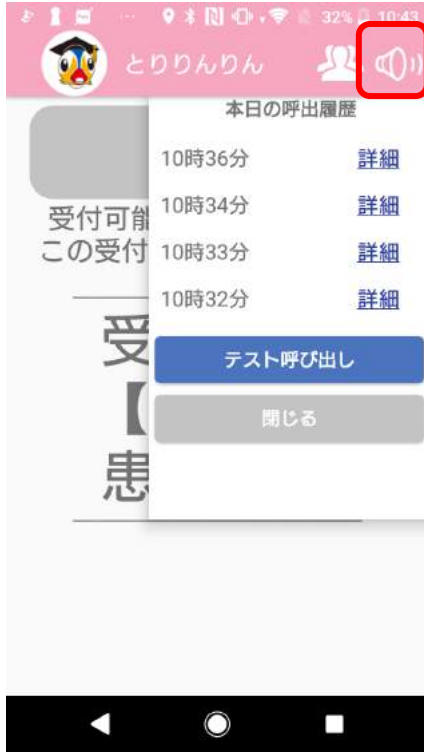 32% 10:43
とりりんりん
本日の呼出履歴
10時36分 詳細
10時34分 詳細
10時33分 詳細
10時32分 詳細
テスト呼び出し
閉じる
受付可能
この受付
受
【
患